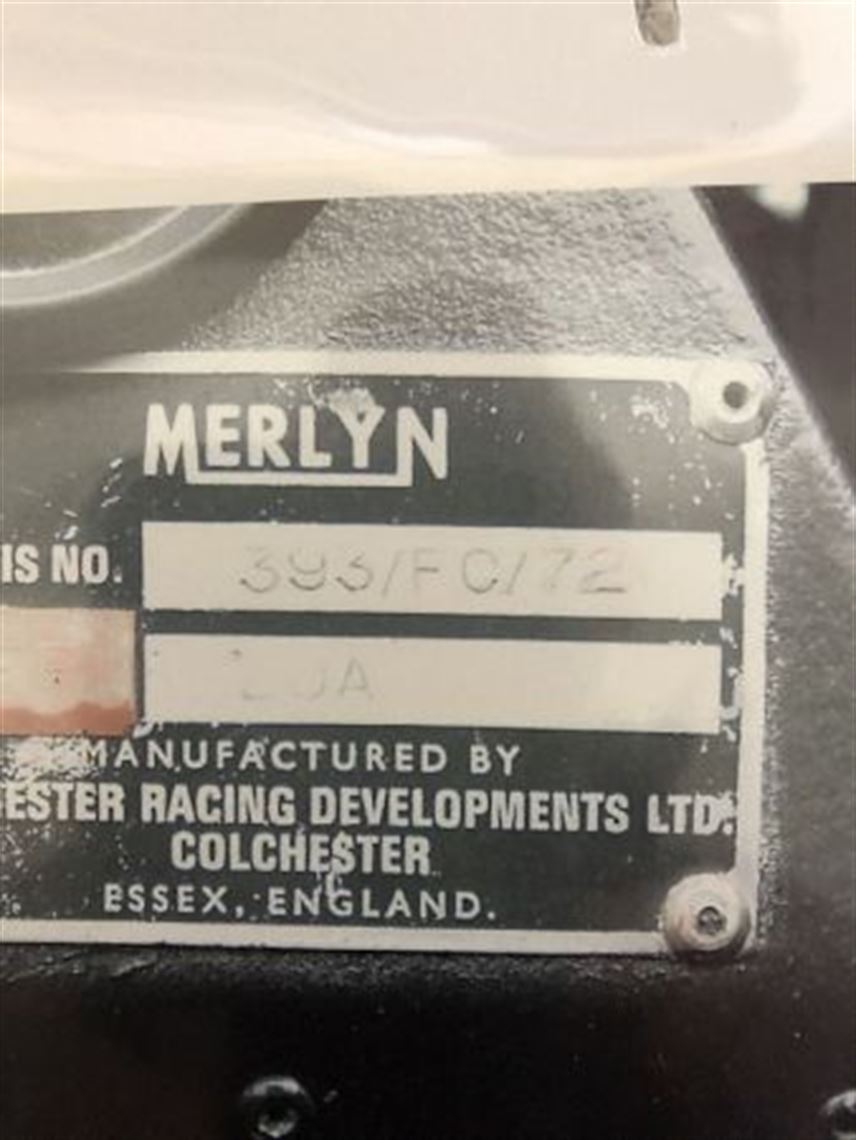 MERLYN
IS NO. 393/FC/72
MANUFACTURED BY
ESTER RACING DEVELOPMENTS LTD.
COLCHESTER
ESSEX, ENGLAND.